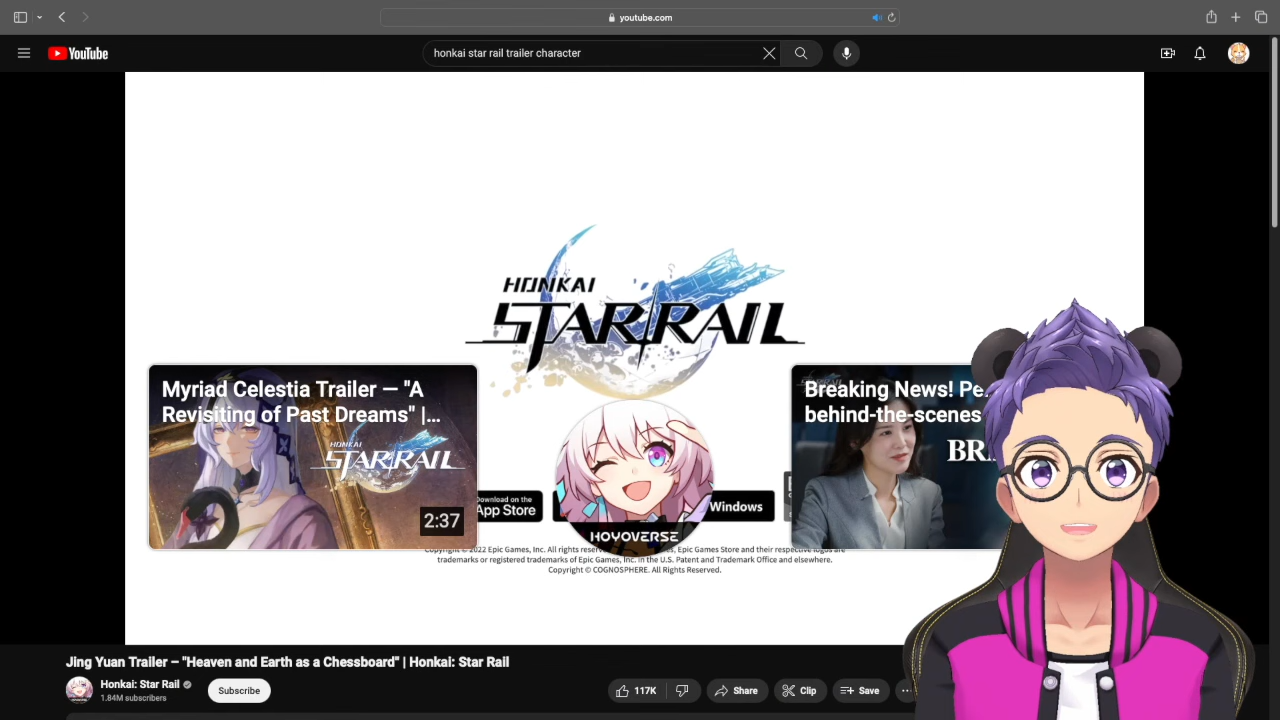 youtube.com
YouTube
honkai star rail trailer character
HONKAI
STAR RAIL
Myriad Celestia Trailer — "A
Revisiting of Past Dreams" |...
HONKAI
STAR RAIL
2:37
Breaking News!
behind-the-scenes
Download on the
App Store
Windows
HOYOVERSE
Copyright © 2022 Epic Games, Inc. All rights Epic Games Store and their respective logos are
trademarks or registered trademarks of Epic Games, Inc. in the U.S. Patent and Trademark Office and elsewhere.
Copyright © COGNOSPHERE. All Rights Reserved.
Jing Yuan Trailer – "Heaven and Earth as a Chessboard" | Honkai: Star Rail
Honkai: Star Rail
1.84M subscribers
Subscribe
117K
Share
Clip
Save